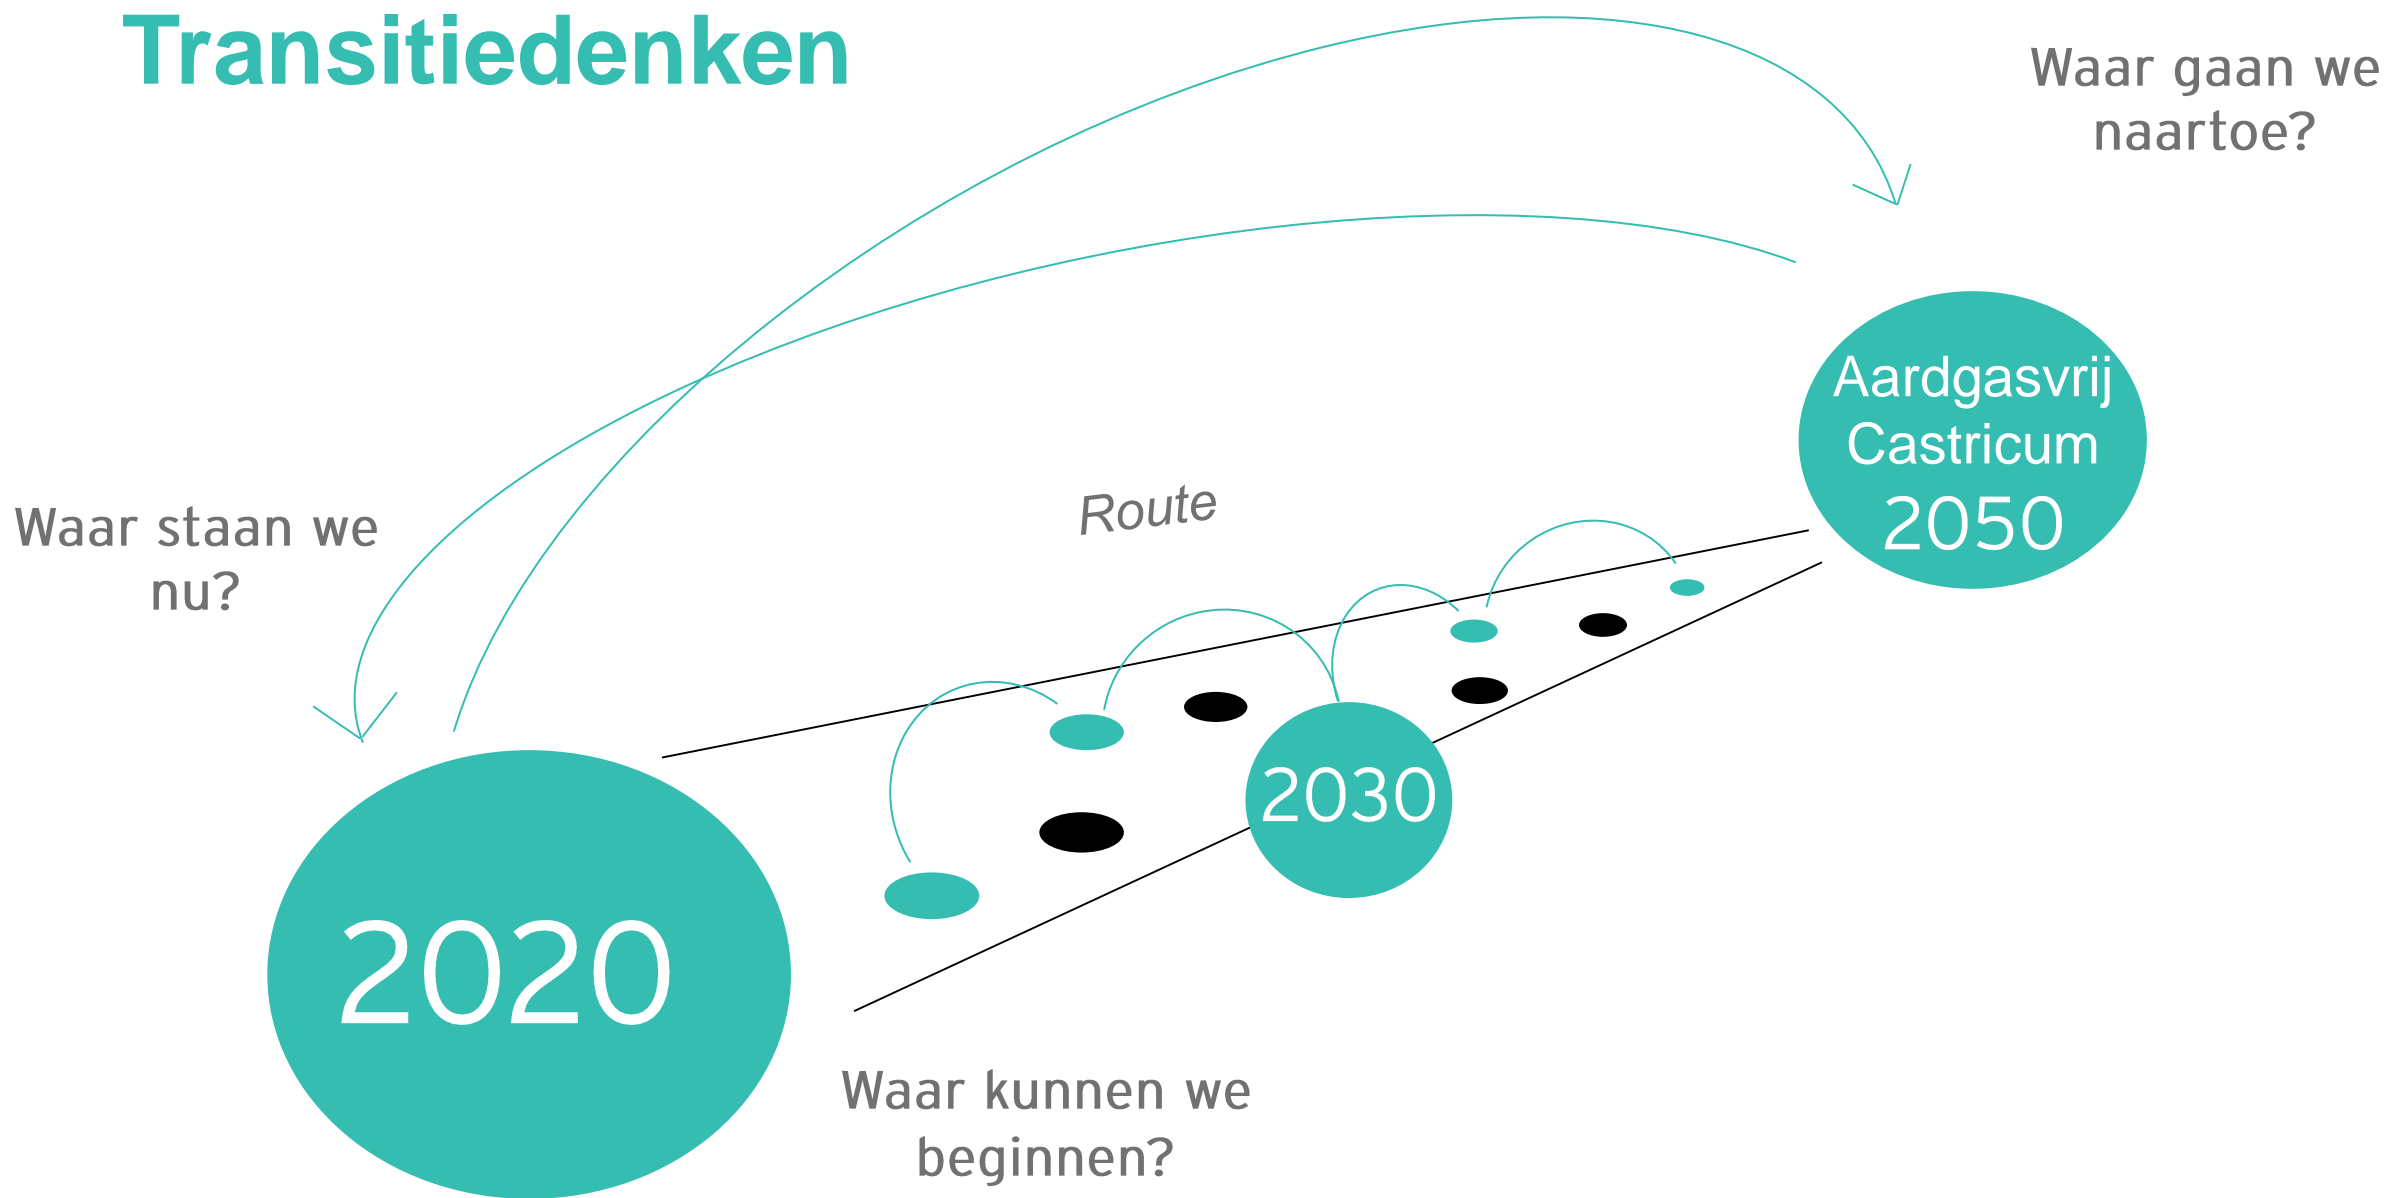 Transitiedenken
Waar gaan we
naartoe?
Aardgasvrij
Castricum
2050
Route
Waar staan we
nu?
2030
2020
Waar kunnen we
beginnen?